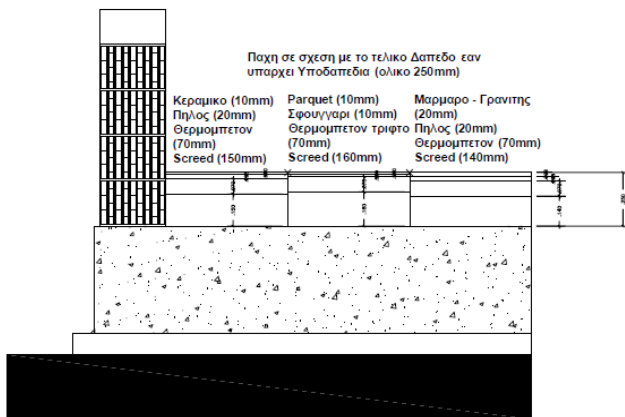 Παχη σε σχεση με το τελικο Δαπεδο εαν
υπαρχει Υποδαπεδια (ολικο 250mm)
Κεραμικο (10mm)
Πηλος (20mm)
Θερμομπετον
(70mm)
Screed (150mm)
Parquet (10mm)
Σφουγγαρι (10mm)
Θερμομπετον τριφτο
(70mm)
Screed (160mm)
Μαρμαρο - Γρανιτης
(20mm)
Πηλος (20mm)
Θερμομπετον (70mm)
Screed (140mm)